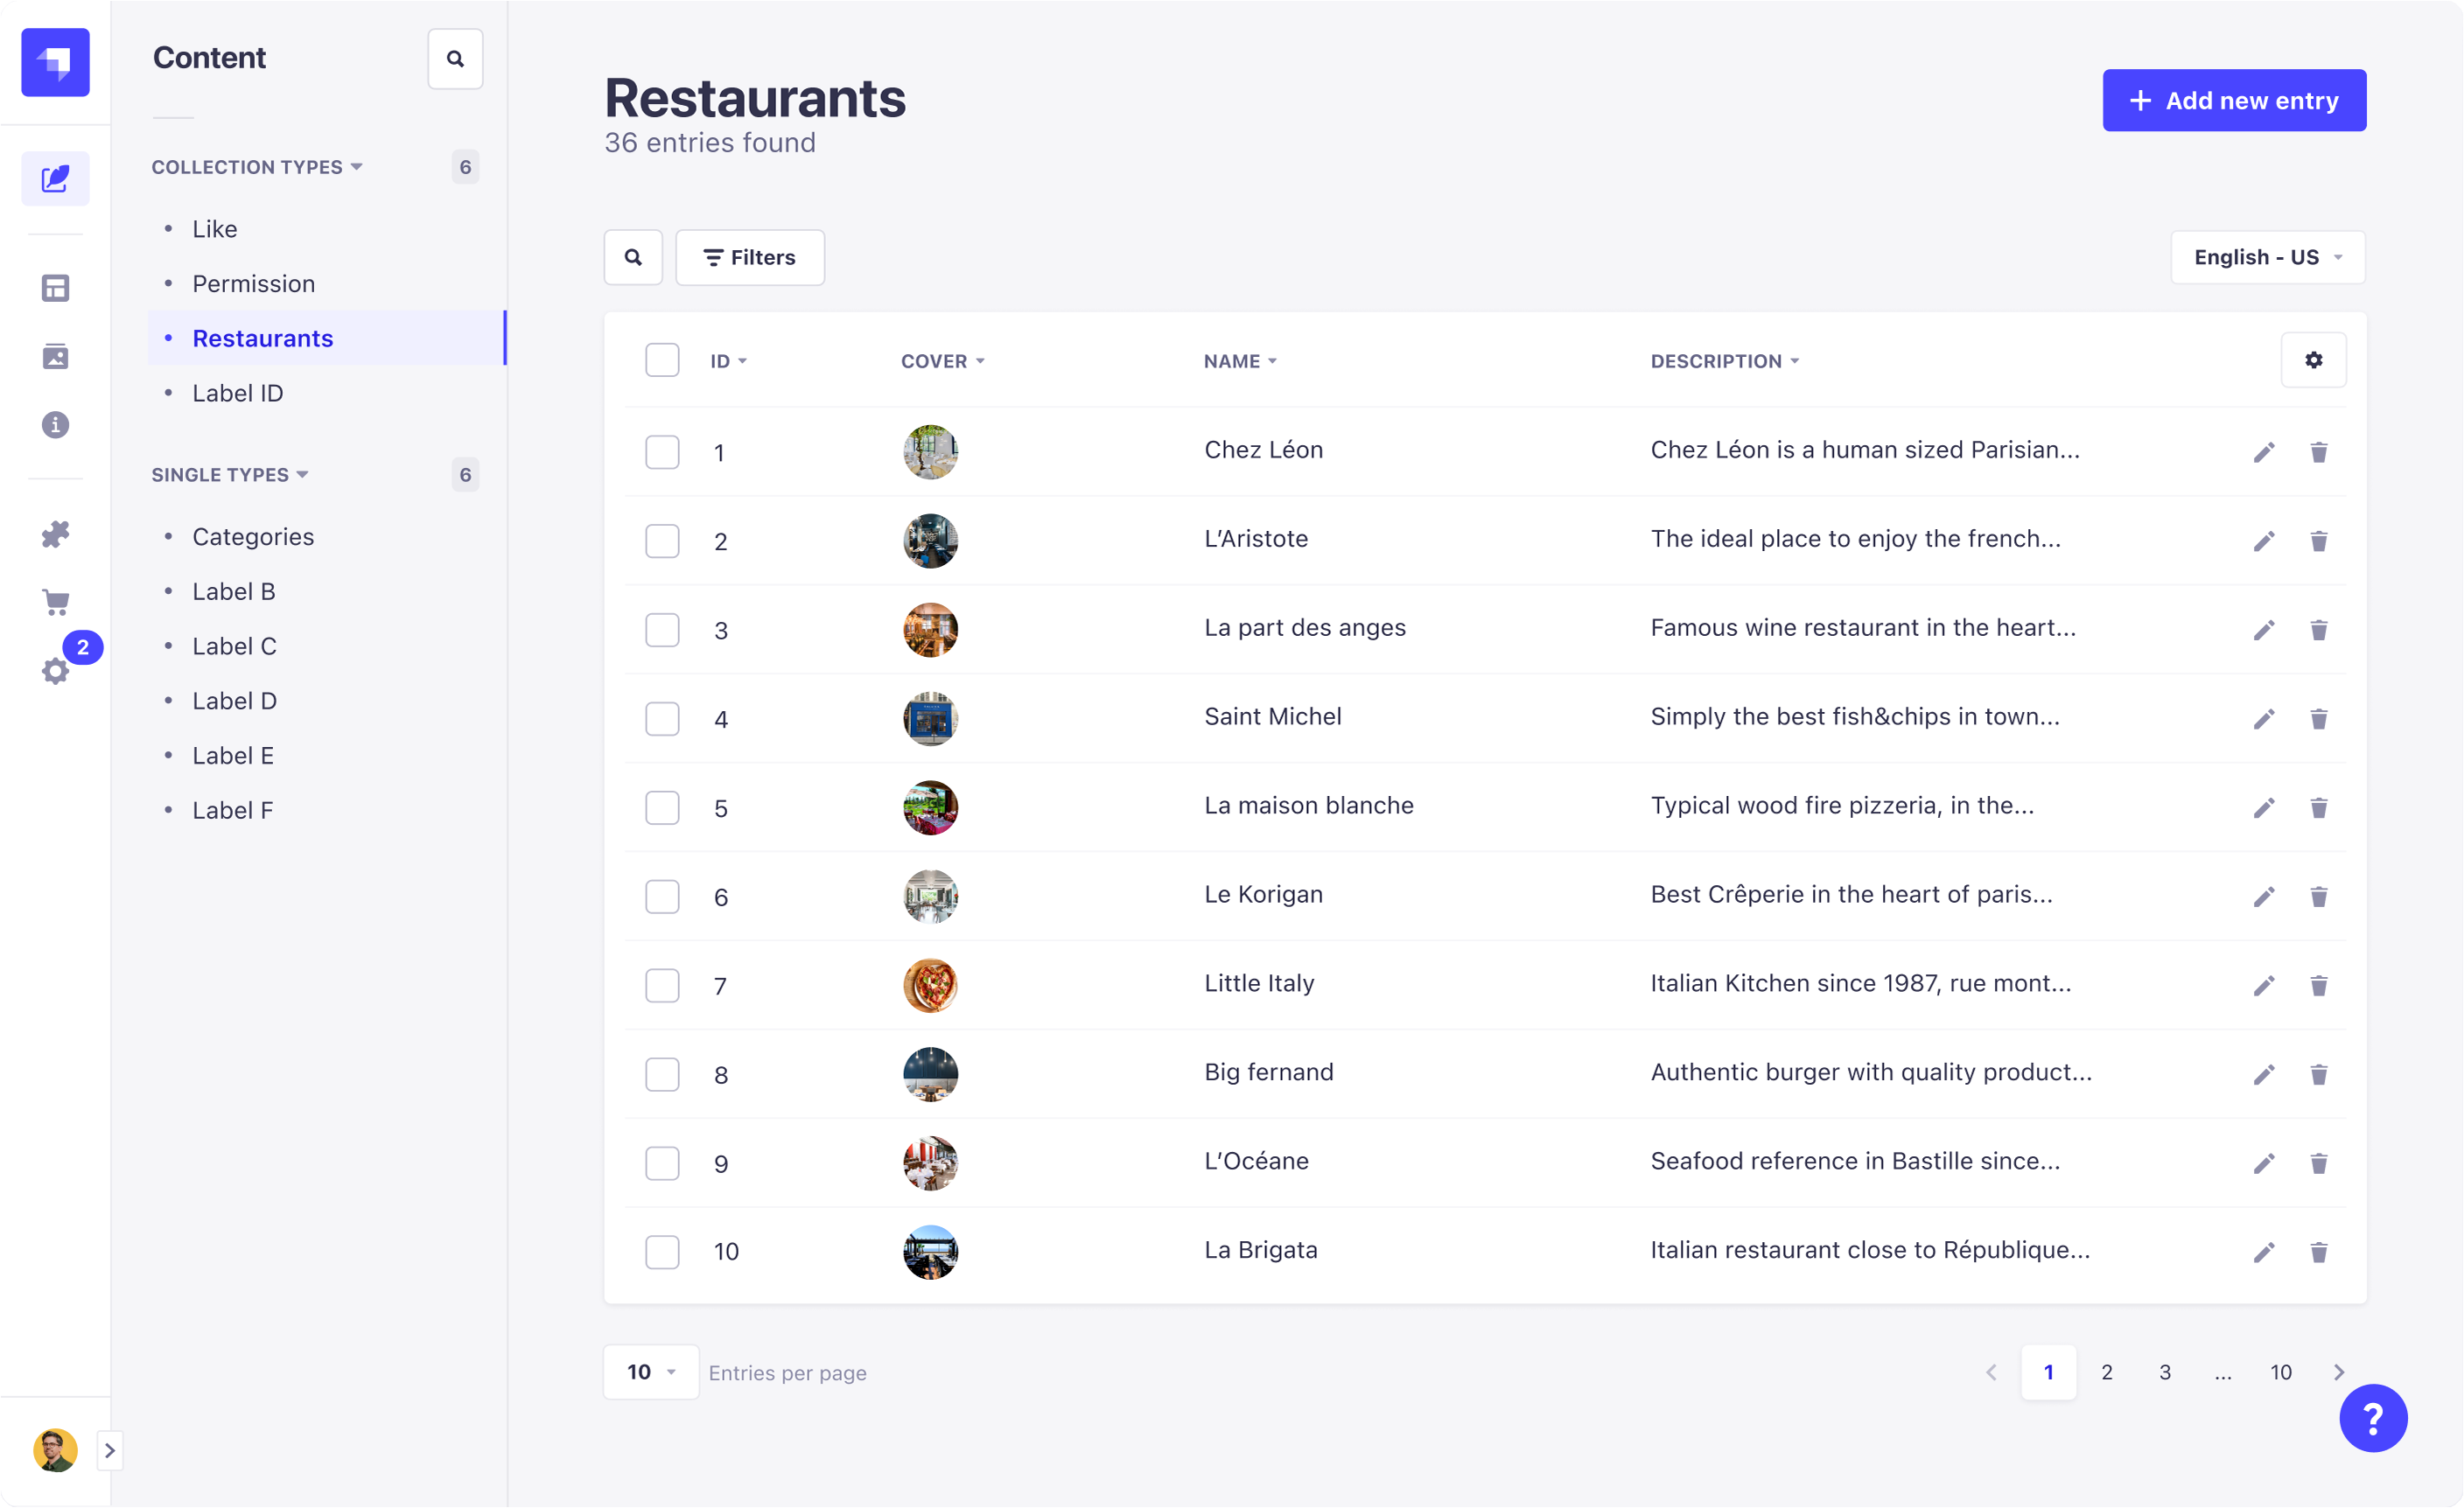 Content
COLLECTION TYPES 6
Like
Permission
Restaurants
Label ID
SINGLE TYPES 6
Categories
Label B
Label C
Label D
Label E
Label F
2
Restaurants
36 entries found
+ Add new entry
Filters
English - US
ID COVER NAME DESCRIPTION
1 Chez Léon Chez Léon is a human sized Parisian...
2 L’Aristote The ideal place to enjoy the french...
3 La part des anges Famous wine restaurant in the heart...
4 Saint Michel Simply the best fish&chips in town...
5 La maison blanche Typical wood fire pizzeria, in the...
6 Le Korigan Best Crêperie in the heart of paris...
7 Little Italy Italian Kitchen since 1987, rue mont...
8 Big fernand Authentic burger with quality product...
9 L’Océane Seafood reference in Bastille since...
10 La Brigata Italian restaurant close to République...
10 Entries per page
1 2 3 ... 10
?